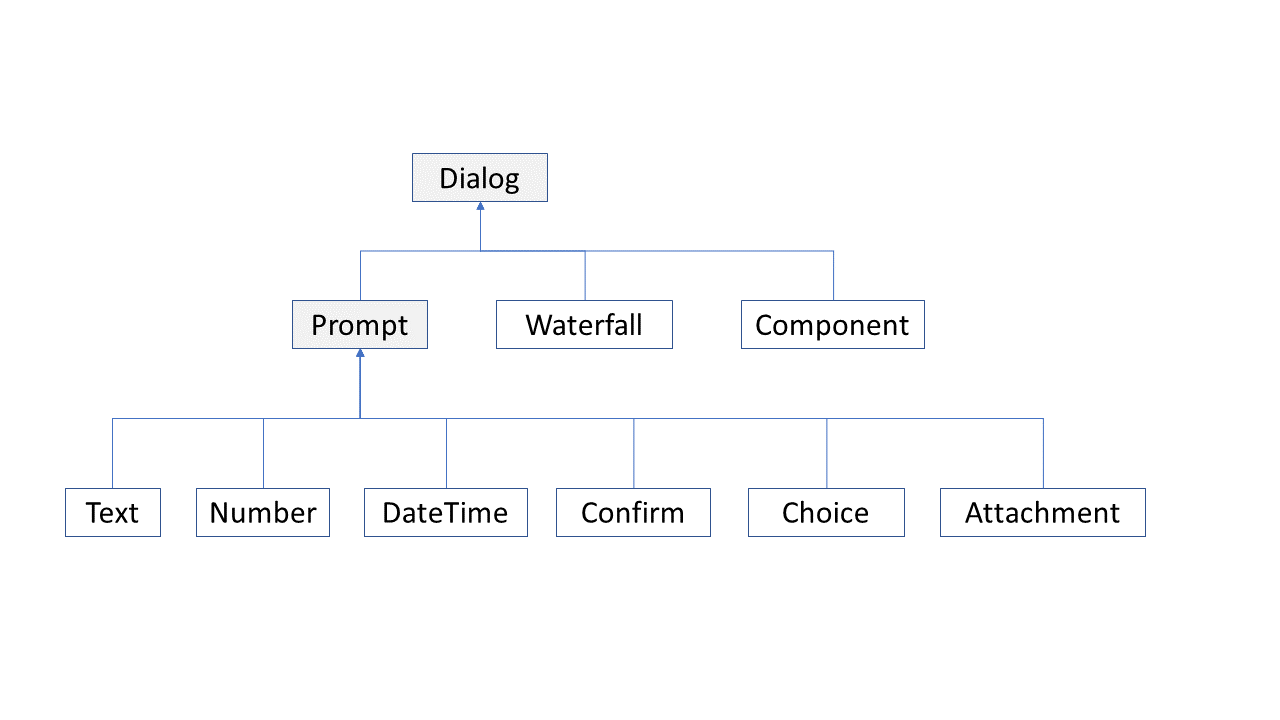 Dialog
Prompt
Waterfall
Component
Text
Number
DateTime
Confirm
Choice
Attachment